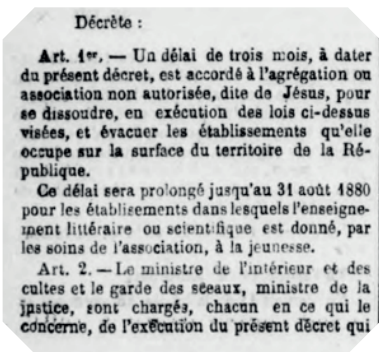 Décrète :
Art. 1er. — Un délai de trois mois, à dater
du présent décret, est accordé à l'agrégation ou
association non autorisée, dite de Jésus, pour
se dissoudre, en exécution des lois ci-dessus
visées, et évacuer les établissements qu'elle
occupe sur la surface du territoire de la Ré-
publique.
Ce délai sera prolongé jusqu'au 31 août 1880
pour les établissements dans lesquels l'enseigne-
ment littéraire ou scientifique est donné, par
les soins de l'association, à la jeunesse.
Art. 2. — Le ministre de l'intérieur et des
cultes et le garde des sceaux, ministre de la
justice, sont chargés, chacun en ce qui le
concerne, de l'exécution du présent décret qui